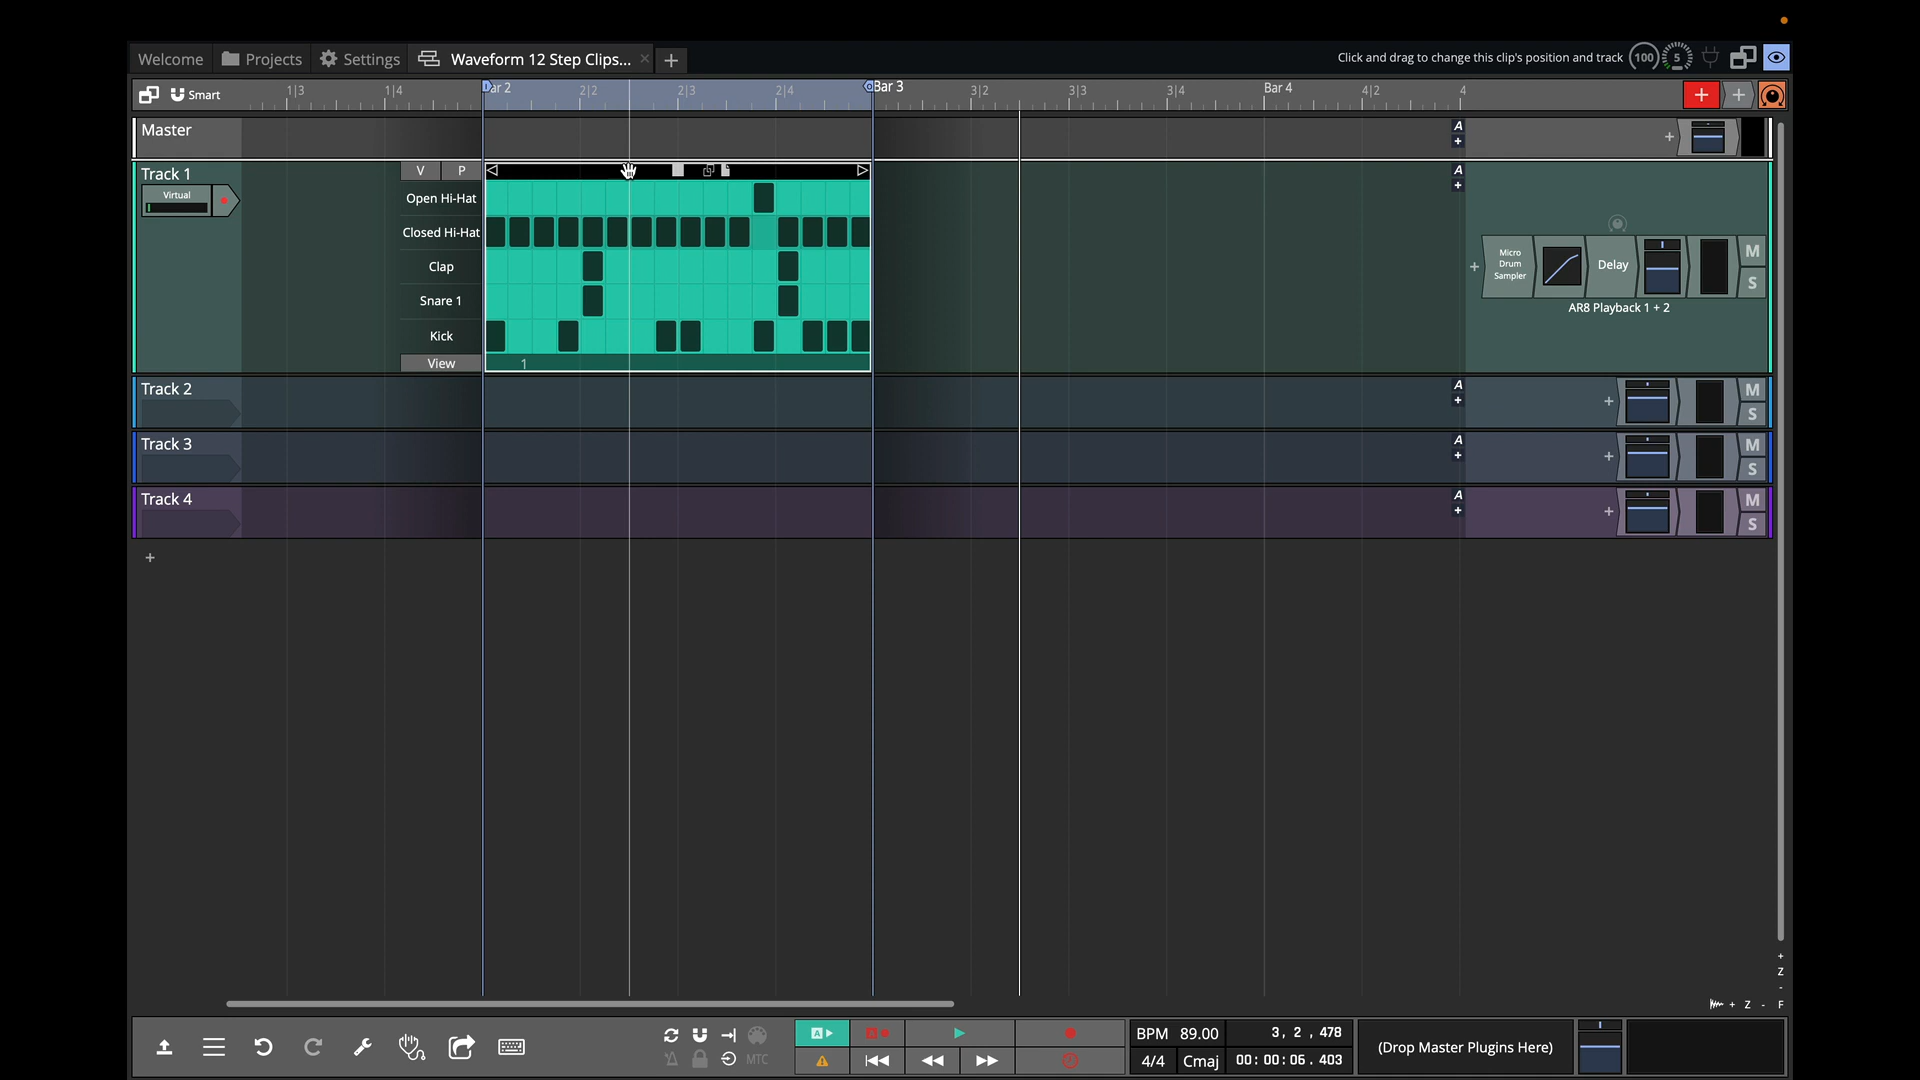 Welcome Projects Settings Waveform 12 Step Clips... × +
Click and drag to change this clip's position and track 100 5
Smart 1|3 1|4 Bar 2 2|2 2|3 2|4 Bar 3 3|2 3|3 3|4 Bar 4 4|2 4
Master A +
Track 1 V P A +
Virtual
Open Hi-Hat
Closed Hi-Hat
Clap
Snare 1
Kick
View 1
Micro Drum Sampler Delay M S
AR8 Playback 1 + 2
Track 2 A + M S
Track 3 A + M S
Track 4 A + M S
+
+ Z -
+ Z - F
A A BPM 89.00 3, 2, 478
MTC 4/4 Cmaj 00: 00: 06. 403
(Drop Master Plugins Here)